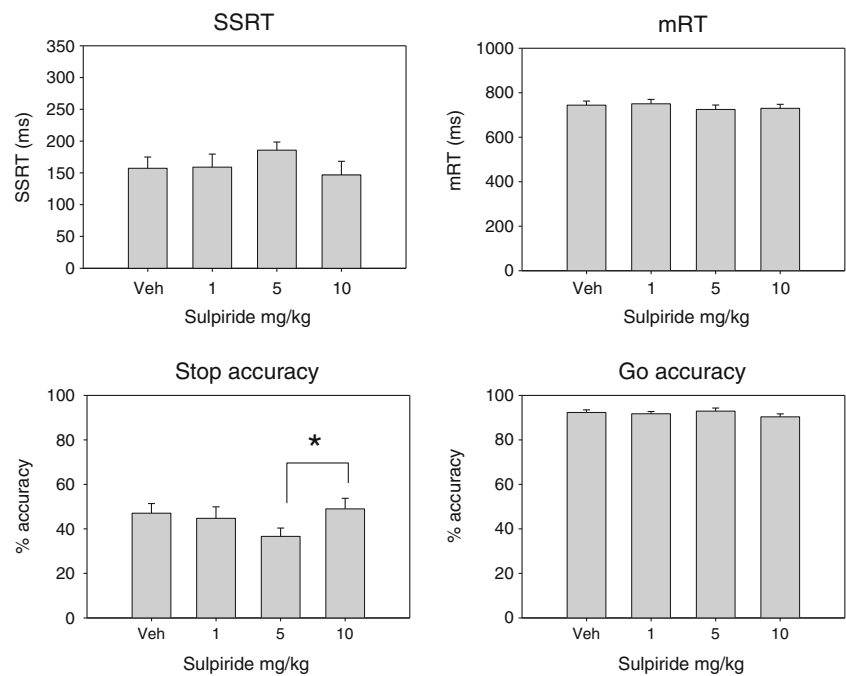 SSRT
350
300
250
200
150
100
50
0
SSRT (ms)
Veh 1 5 10
Sulpiride mg/kg
mRT
1000
800
600
400
200
0
mRT (ms)
Veh 1 5 10
Sulpiride mg/kg
Stop accuracy
100
80
60
40
20
0
% accuracy
*
Veh 1 5 10
Sulpiride mg/kg
Go accuracy
100
80
60
40
20
0
% accuracy
Veh 1 5 10
Sulpiride mg/kg